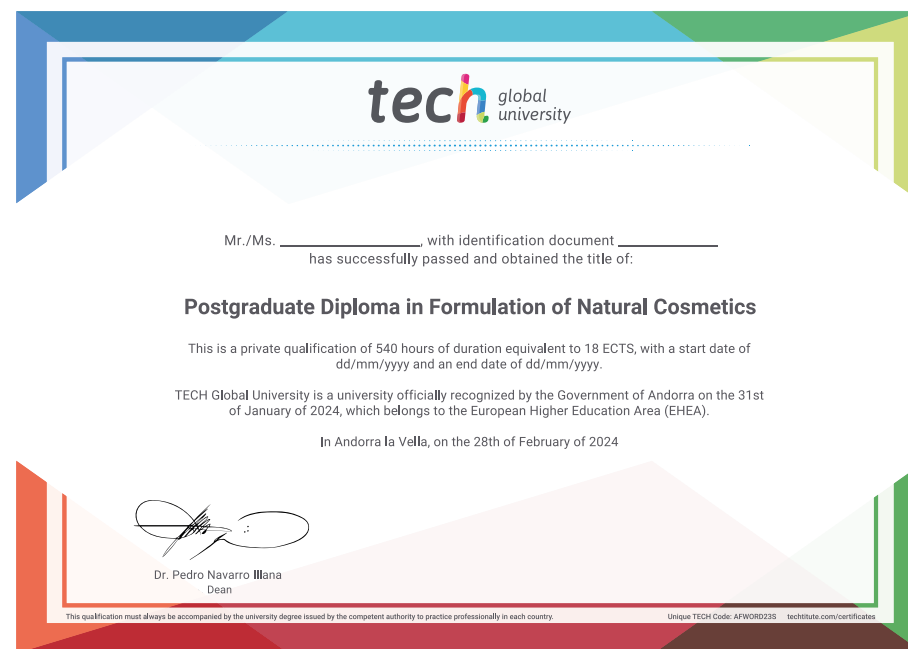 tech global university
Mr./Ms. ____________, with identification document ____________
has successfully passed and obtained the title of:
Postgraduate Diploma in Formulation of Natural Cosmetics
This is a private qualification of 540 hours of duration equivalent to 18 ECTS, with a start date of
dd/mm/yyyy and an end date of dd/mm/yyyy.
TECH Global University is a university officially recognized by the Government of Andorra on the 31st
of January of 2024, which belongs to the European Higher Education Area (EHEA).
In Andorra la Vella, on the 28th of February of 2024
Dr. Pedro Navarro Illana
Dean
This qualification must always be accompanied by the university degree issued by the competent authority to practice professionally in each country.
Unique TECH Code: AFWORD23S techtitute.com/certificates